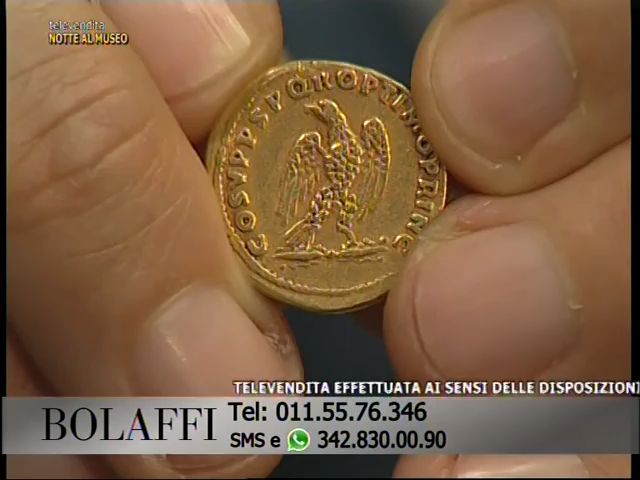 televendita
NOTTE AL MUSEO
COS V P P S P Q R OPTIMO PRINC
TELEVENDITA EFFETTUATA AI SENSI DELLE DISPOSIZIONI
BOLAFFI
Tel: 011.55.76.346
SMS e 342.830.00.90